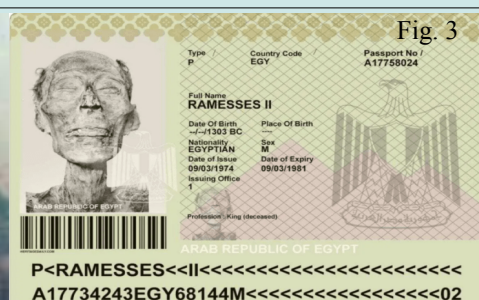 Fig. 3
Type / Country Code / Passport No /
P EGY A17758024
Full Name
RAMESSES II
Date Of Birth Place Of Birth
--/--/1303 BC ---
Nationality Sex
EGYPTIAN M
Date of Issue Date of Expiry
09/03/1974 09/03/1981
Issuing Office
1
Profession : King (deceased)
ARAB REPUBLIC OF EGYPT
ARAB REPUBLIC OF EGYPT
P<RAMESSES<<II<<<<<<<<<<<<<<<<<<<<<<<
A17734243EGY68144M<<<<<<<<<<<<<<<02